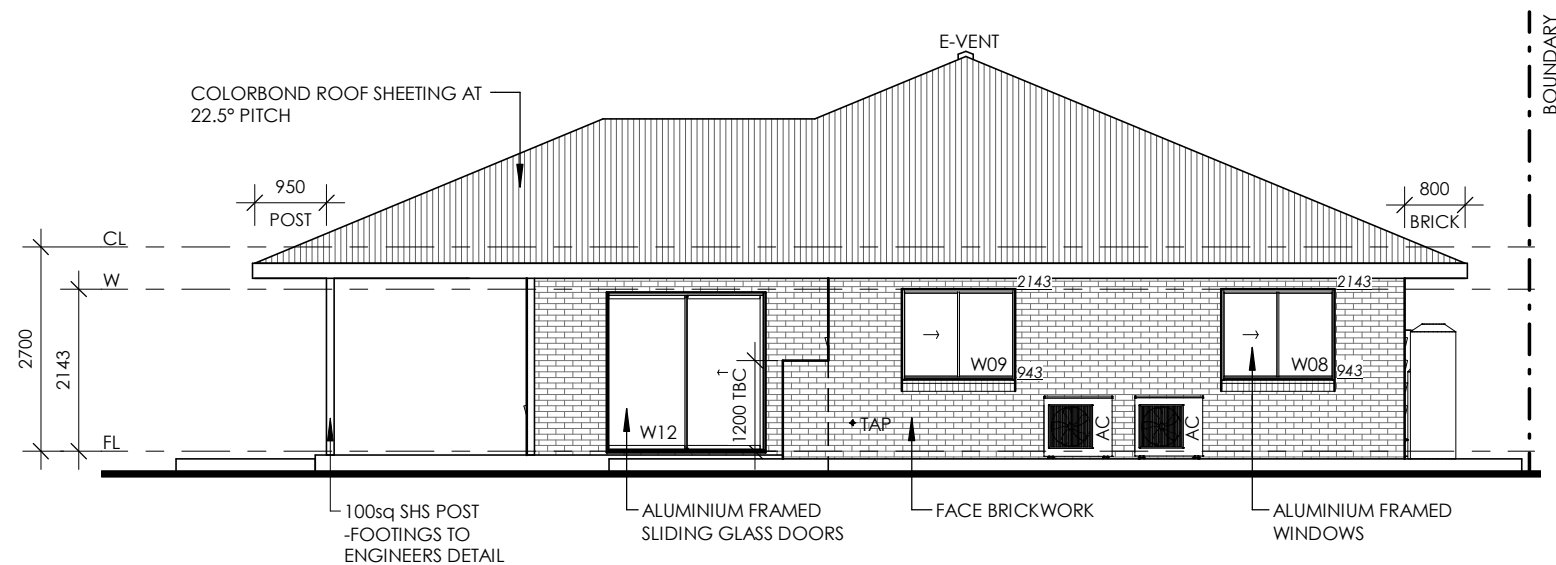 E-VENT
BOUNDARY
COLORBOND ROOF SHEETING AT
22.5° PITCH
950
POST
800
BRICK
CL
W
2143
2143
2700
2143
W09
W08
943
943
1200 TBC
W12
TAP
AC
AC
FL
100sq SHS POST
-FOOTINGS TO
ENGINEERS DETAIL
ALUMINIUM FRAMED
SLIDING GLASS DOORS
FACE BRICKWORK
ALUMINIUM FRAMED
WINDOWS